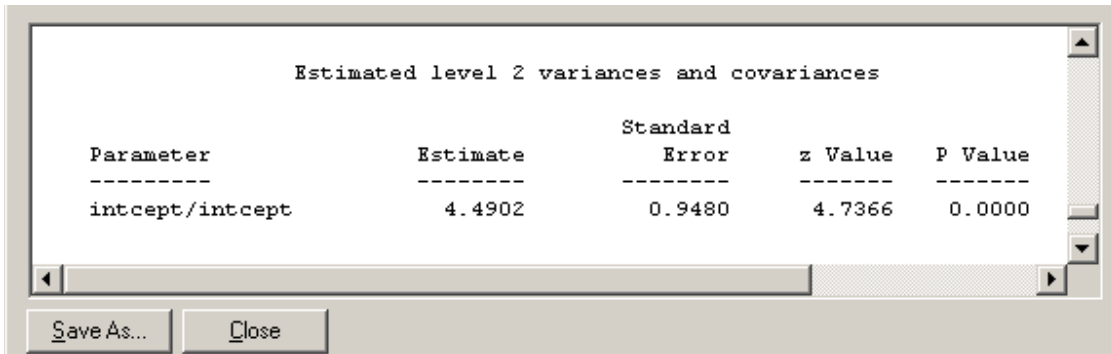 Estimated level 2 variances and covariances
Standard
Parameter Estimate Error z Value P Value
--------- -------- -------- ------- -------
intcept/intcept 4.4902 0.9480 4.7366 0.0000
Save As... Close